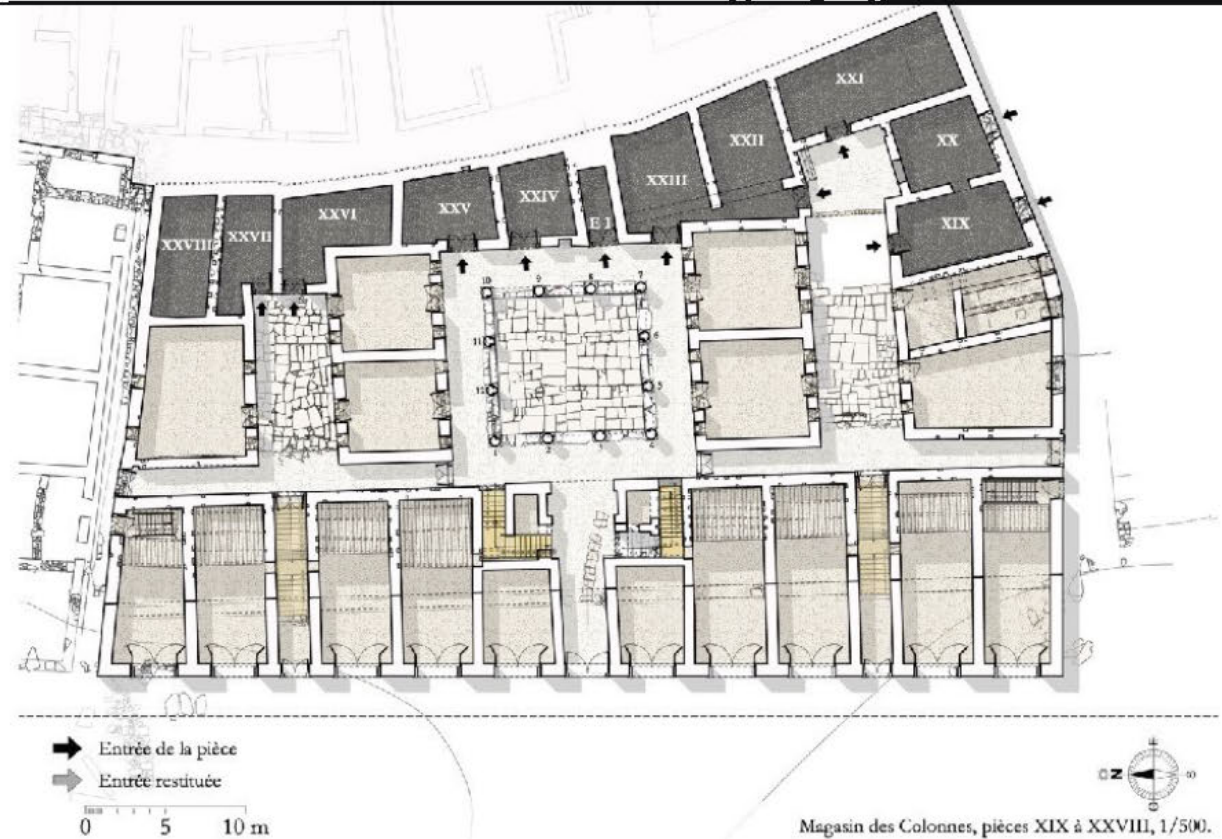 XXI
XX
XXII
XXIII
XXIV
XXV
XXVI
XXVII
XXVIII
E 1
XIX
10 9 8 7
11 6
12 5
1 2 3 4
Entrée de la pièce
Entrée restituée
0 5 10 m
N
E
S
O
Magasin des Colonnes, pièces XIX à XXVIII, 1/500.